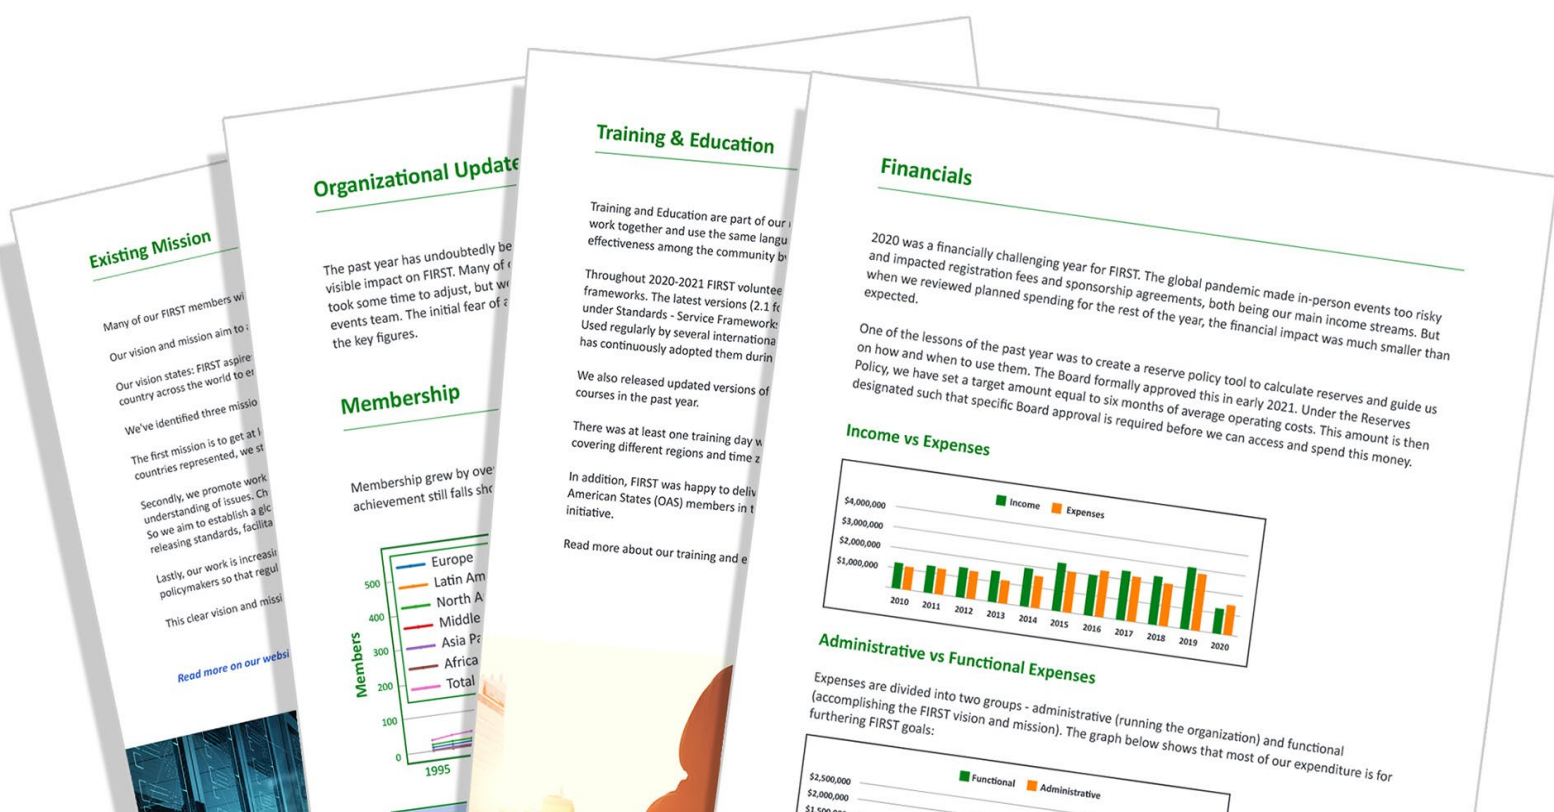 Existing Mission
Many of our FIRST members wi
Our vision and mission aim to
Our vision states: FIRST aspire
country across the world to er
We've identified three missio
The first mission is to get at l
countries represented, we st
Secondly, we promote work
understanding of issues. Ch
So we aim to establish a glc
releasing standards, facilita
Lastly, our work is increasin
policymakers so that regul
This clear vision and missi
Read more on our websi
Organizational Update
The past year has undoubtedly be
visible impact on FIRST. Many of
took some time to adjust, but we
events team. The initial fear of a
the key figures.
Membership
Membership grew by ove
achievement still falls sho
Europe
Latin Am
North A
Middle
Asia Pa
Africa
Total
Members
500
400
300
200
100
0
1995
Training & Education
Training and Education are part of our
work together and use the same langu
effectiveness among the community b
Throughout 2020-2021 FIRST voluntee
frameworks. The latest versions (2.1 fo
under Standards - Service Frameworks
Used regularly by several internationa
has continuously adopted them durin
We also released updated versions of
courses in the past year.
There was at least one training day w
covering different regions and time z
In addition, FIRST was happy to deliv
American States (OAS) members in t
initiative.
Read more about our training and e
Financials
2020 was a financially challenging year for FIRST. The global pandemic made in-person events too risky
and impacted registration fees and sponsorship agreements, both being our main income streams. But
when we reviewed planned spending for the rest of the year, the financial impact was much smaller than
expected.
One of the lessons of the past year was to create a reserve policy tool to calculate reserves and guide us
on how and when to use them. The Board formally approved this in early 2021. Under the Reserves
Policy, we have set a target amount equal to six months of average operating costs. This amount is then
designated such that specific Board approval is required before we can access and spend this money.
Income vs Expenses
Income Expenses
$4,000,000
$3,000,000
$2,000,000
$1,000,000
2010 2011 2012 2013 2014 2015 2016 2017 2018 2019 2020
Administrative vs Functional Expenses
Expenses are divided into two groups - administrative (running the organization) and functional
(accomplishing the FIRST vision and mission). The graph below shows that most of our expenditure is for
furthering FIRST goals:
Functional Administrative
$2,500,000
$2,000,000
$1,500,000